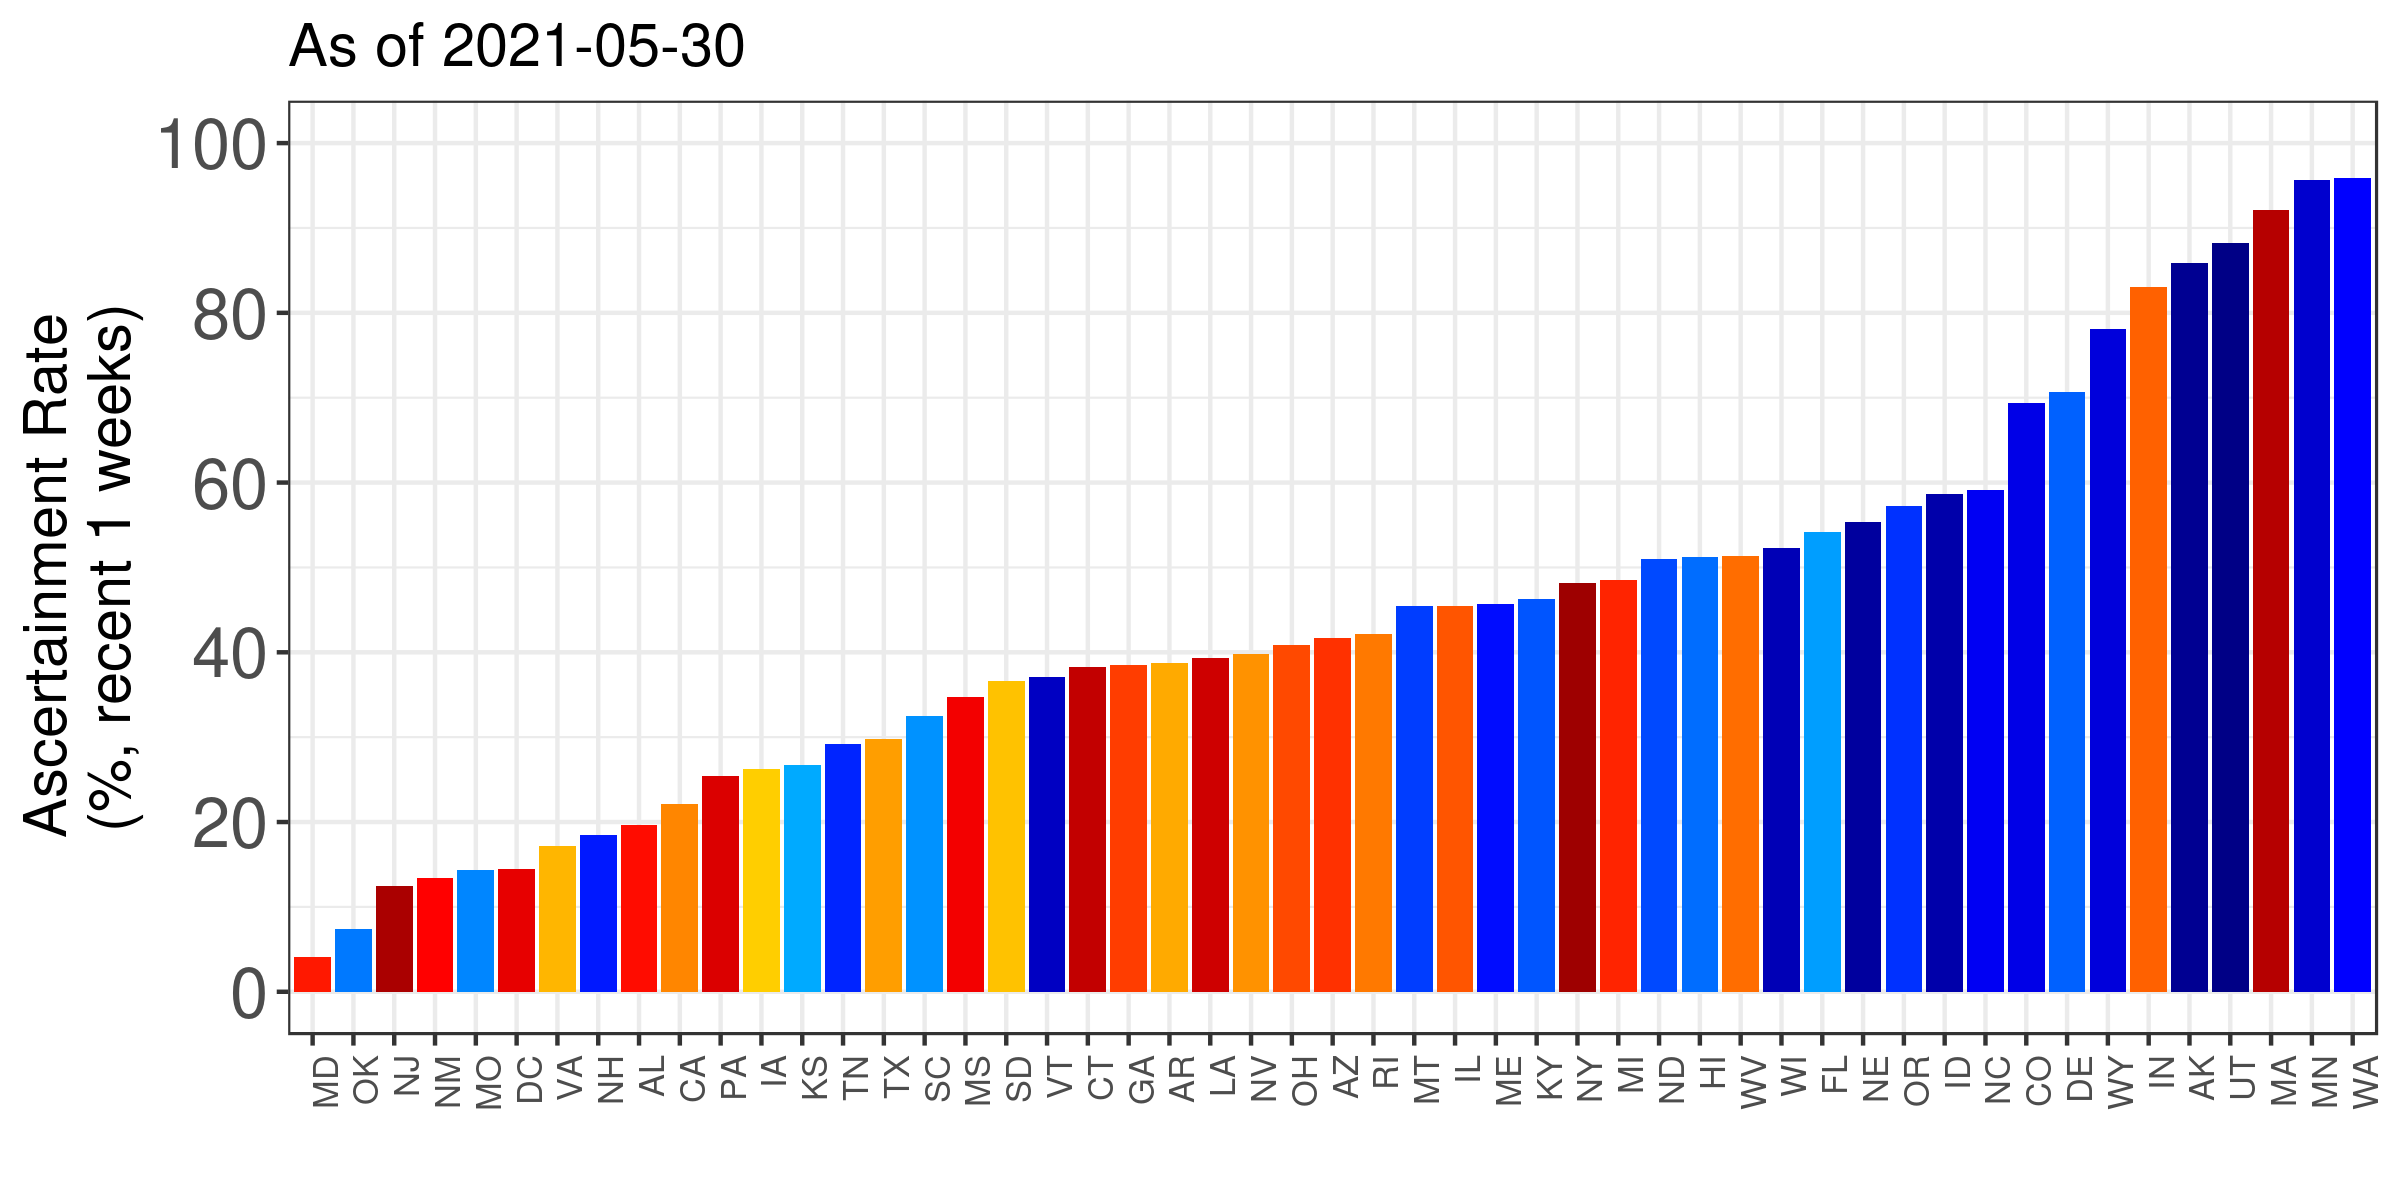 As of 2021-05-30
Ascertainment Rate
(%, recent 1 weeks)
100
80
60
40
20
0
MD OK NJ NM MO DC VA NH AL CA PA IA KS TN TX SC MS SD VT CT GA AR LA NV OH AZ RI MT IL ME KY NY MI ND HI WV WI FL NE OR ID NC CO DE WY IN AK UT MA MN WA